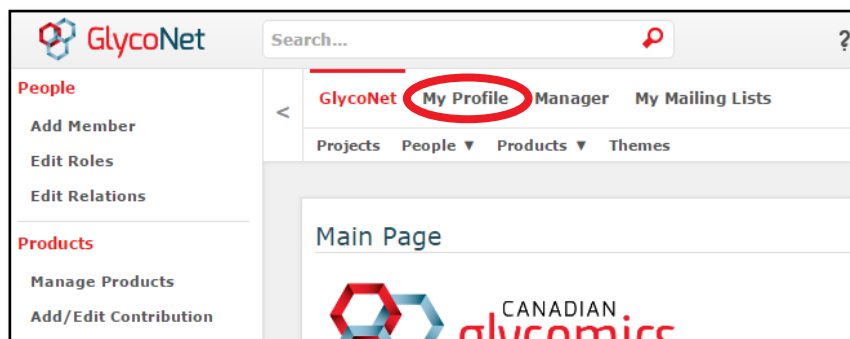 GlycoNet
Search...
?
People
Add Member
Edit Roles
Edit Relations
Products
Manage Products
Add/Edit Contribution
<
GlycoNet My Profile Manager My Mailing Lists
Projects People ▼ Products ▼ Themes
Main Page
CANADIAN
glycomics